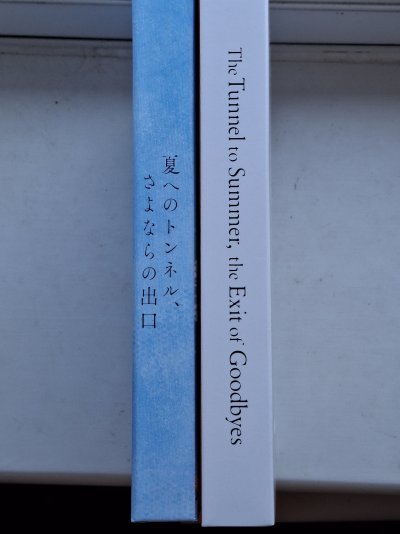 夏へのトンネル、
さよならの出口
The Tunnel to Summer, the Exit of Goodbyes